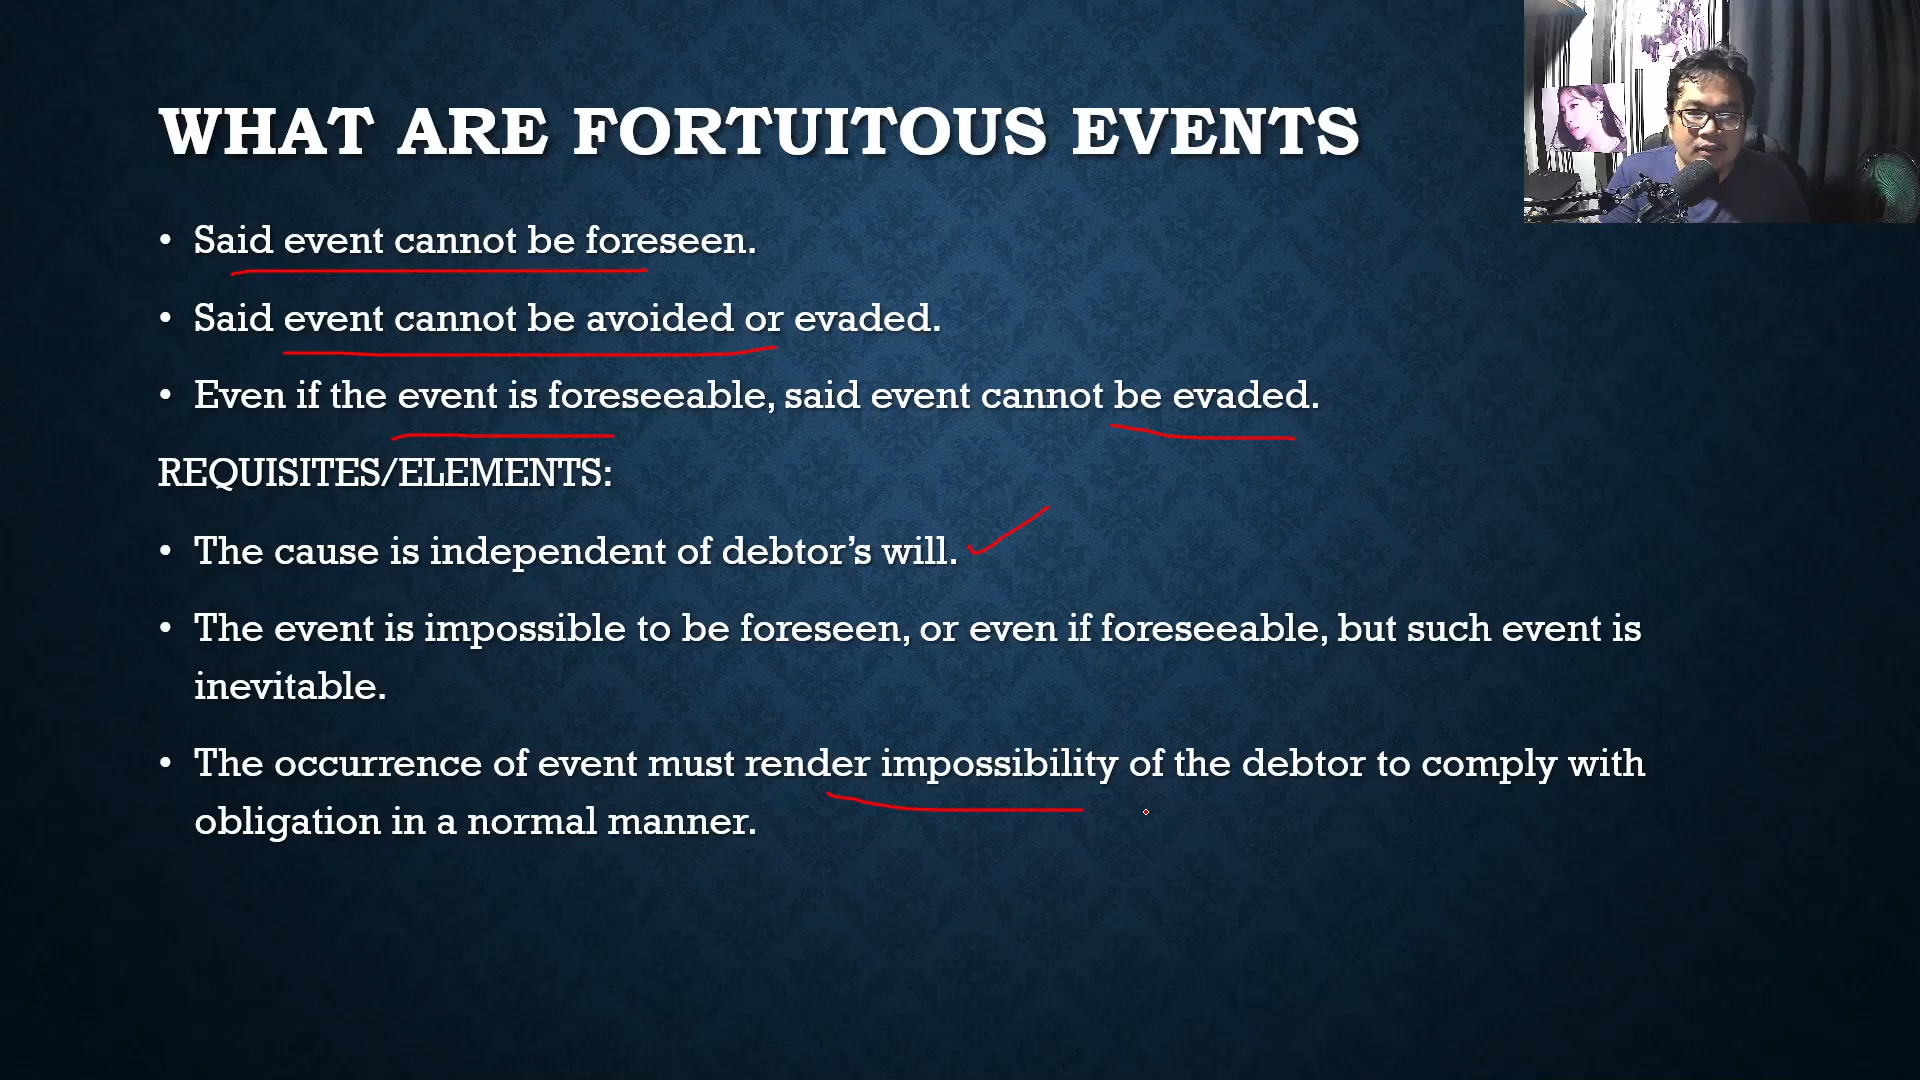 WHAT ARE FORTUITOUS EVENTS
• Said event cannot be foreseen.
• Said event cannot be avoided or evaded.
• Even if the event is foreseeable, said event cannot be evaded.
REQUISITES/ELEMENTS:
• The cause is independent of debtor’s will.
• The event is impossible to be foreseen, or even if foreseeable, but such event is
inevitable.
• The occurrence of event must render impossibility of the debtor to comply with
obligation in a normal manner.